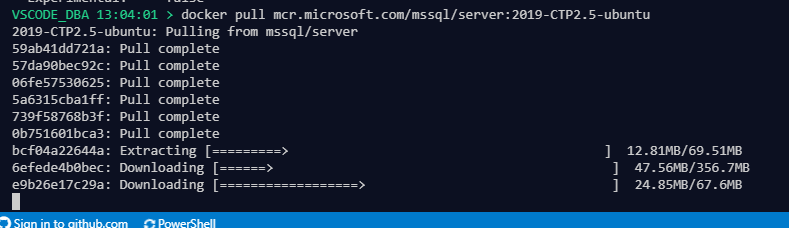 VSCODE_DBA 13:04:01 > docker pull mcr.microsoft.com/mssql/server:2019-CTP2.5-ubuntu
2019-CTP2.5-ubuntu: Pulling from mssql/server
59ab41dd721a: Pull complete
57da90bec92c: Pull complete
06fe57530625: Pull complete
5a6315cba1ff: Pull complete
739f58768b3f: Pull complete
0b751601bca3: Pull complete
bcf04a22644a: Extracting [=========>                                         ]  12.81MB/69.51MB
6efede4b0bec: Downloading [======>                                            ]  47.56MB/356.7MB
e9b26e17c29a: Downloading [==================>                                ]  24.85MB/67.6MB
Sign in to github.com PowerShell